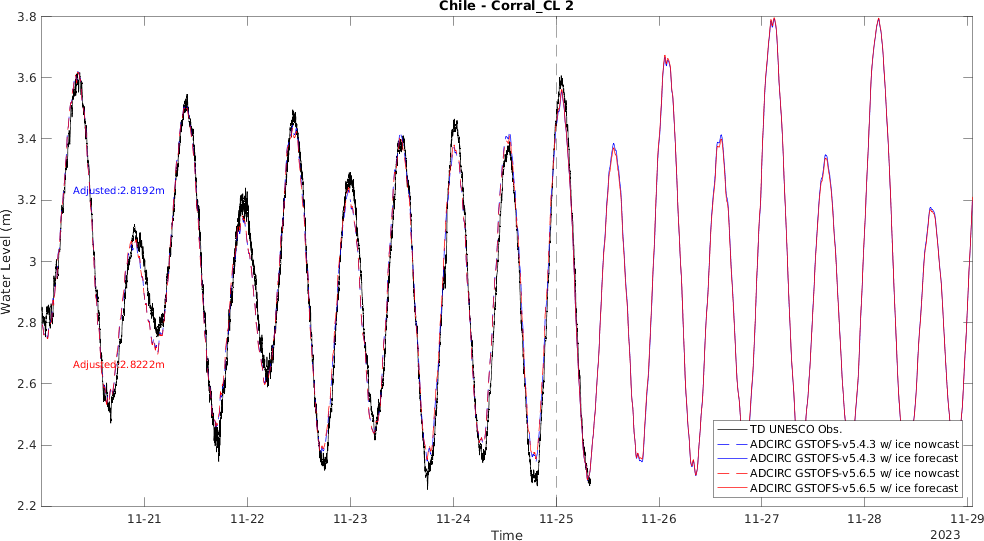 Chile - Corral_CL 2
3.8
3.6
3.4
3.2
3
2.8
2.6
2.4
2.2
Water Level (m)
Adjusted:2.8192m
Adjusted:2.8222m
TD UNESCO Obs.
ADCIRC GSTOFS-v5.4.3 w/ ice nowcast
ADCIRC GSTOFS-v5.4.3 w/ ice forecast
ADCIRC GSTOFS-v5.6.5 w/ ice nowcast
ADCIRC GSTOFS-v5.6.5 w/ ice forecast
11-21 11-22 11-23 11-24 11-25 11-26 11-27 11-28 11-29
Time
2023